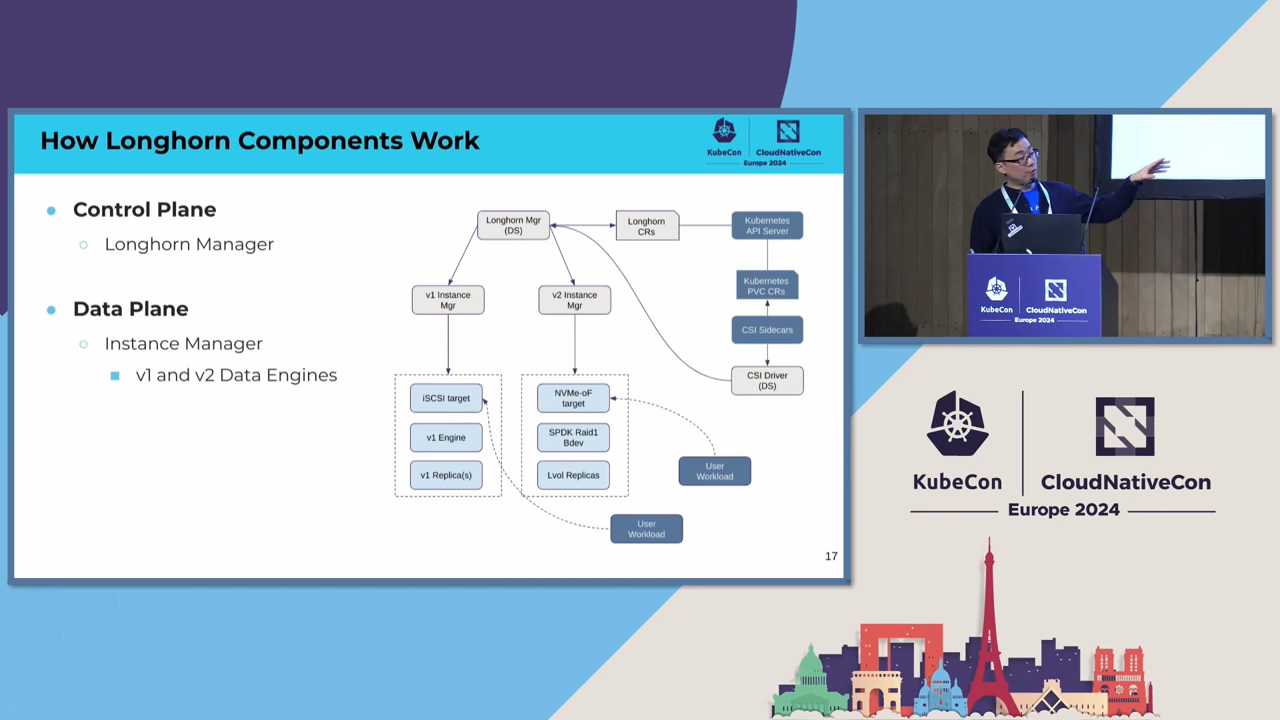 How Longhorn Components Work
KubeCon
CloudNativeCon
Europe 2024
Control Plane
Longhorn Manager
Data Plane
Instance Manager
v1 and v2 Data Engines
Longhorn Mgr
(DS)
Longhorn
CRs
Kubernetes
API Server
v1 Instance
Mgr
v2 Instance
Mgr
Kubernetes
PVC CRs
CSI Sidecars
CSI Driver
(DS)
iSCSI target
v1 Engine
v1 Replica(s)
NVMe-oF
target
SPDK Raid1
Bdev
Lvol Replicas
User
Workload
User
Workload
17
KubeCon
CloudNativeCon
Europe 2024
KubeCon
CloudNativeCon
Europe 2024